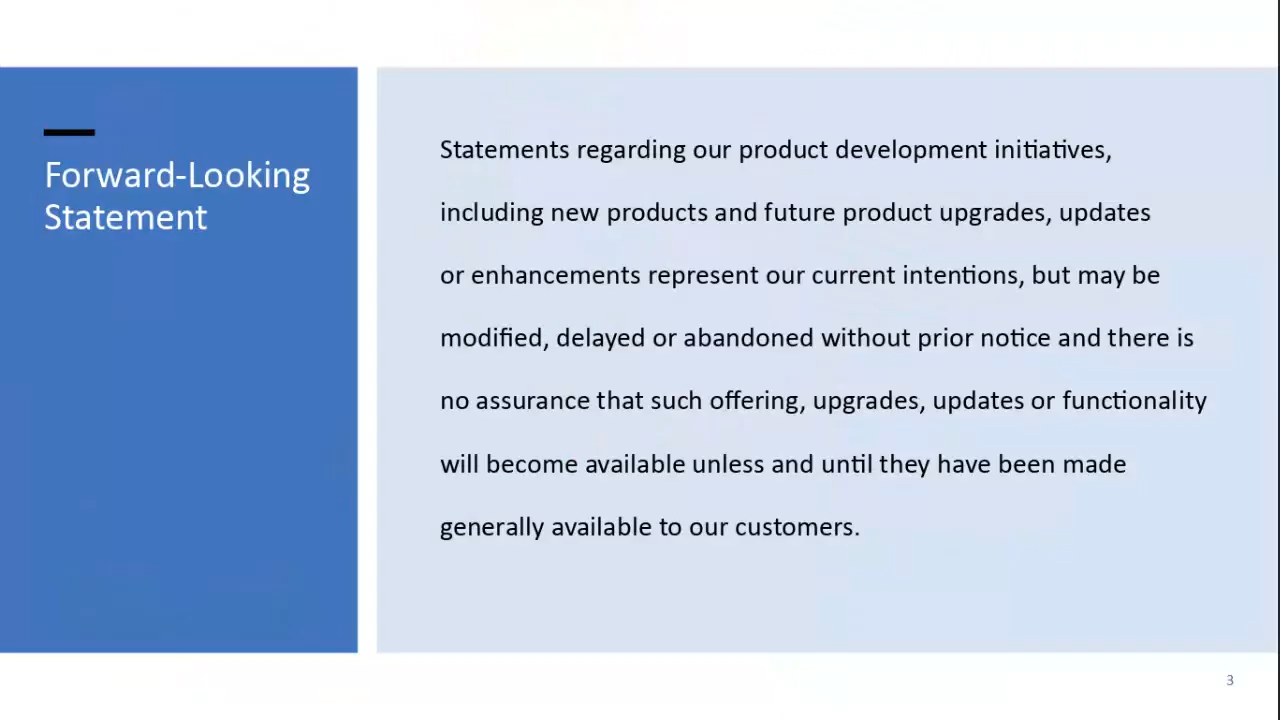 Forward-Looking
Statement
Statements regarding our product development initiatives,
including new products and future product upgrades, updates
or enhancements represent our current intentions, but may be
modified, delayed or abandoned without prior notice and there is
no assurance that such offering, upgrades, updates or functionality
will become available unless and until they have been made
generally available to our customers.
3